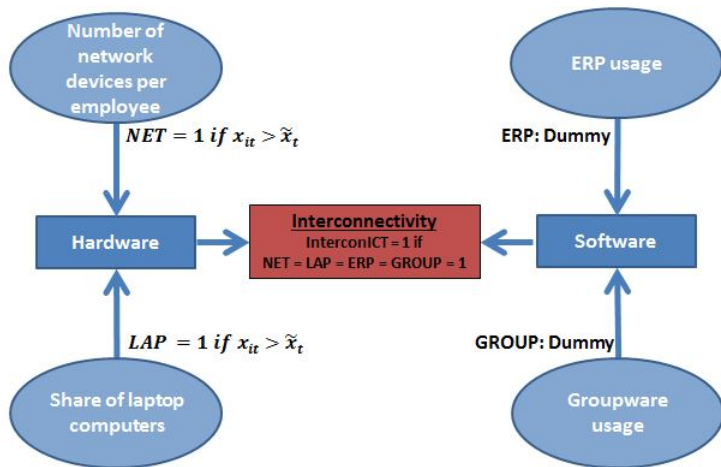 Number of
network
devices per
employee
ERP usage
NET = 1 if x_it > x̃_t
ERP: Dummy
Hardware
Interconnectivity
InterconICT = 1 if
NET = LAP = ERP = GROUP = 1
Software
LAP = 1 if x_it > x̃_t
GROUP: Dummy
Share of laptop
computers
Groupware
usage